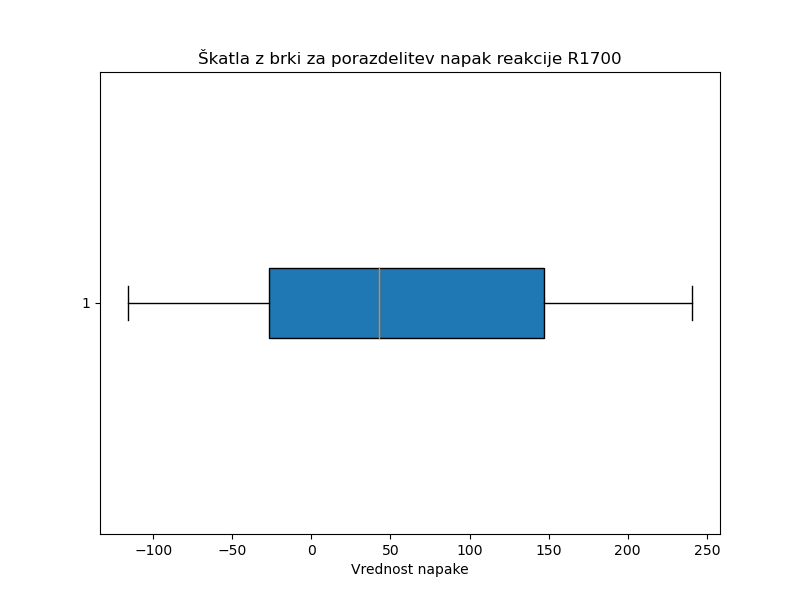 Škatla z brki za porazdelitev napak reakcije R1700
1
−100 −50 0 50 100 150 200 250
Vrednost napake